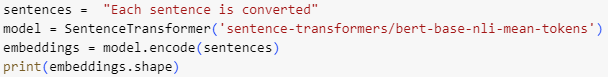 sentences =  "Each sentence is converted"
model = SentenceTransformer('sentence-transformers/bert-base-nli-mean-tokens')
embeddings = model.encode(sentences)
print(embeddings.shape)